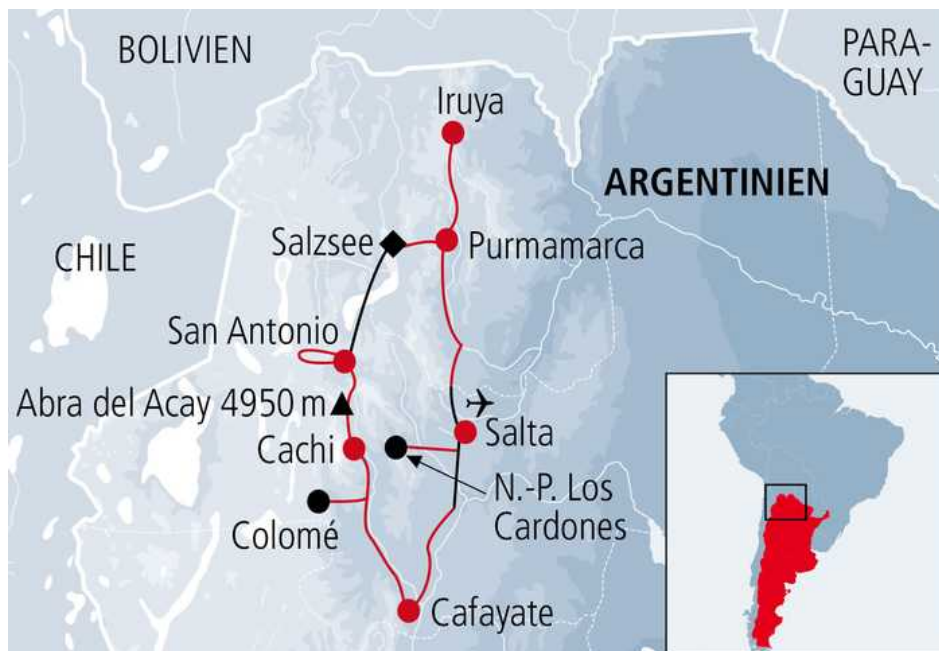 BOLIVIEN
PARA-
GUAY
Iruya
ARGENTINIEN
CHILE
Salzsee
Purmamarca
San Antonio
Abra del Acay 4950 m
Salta
Cachi
N.-P. Los
Cardones
Colomé
Cafayate